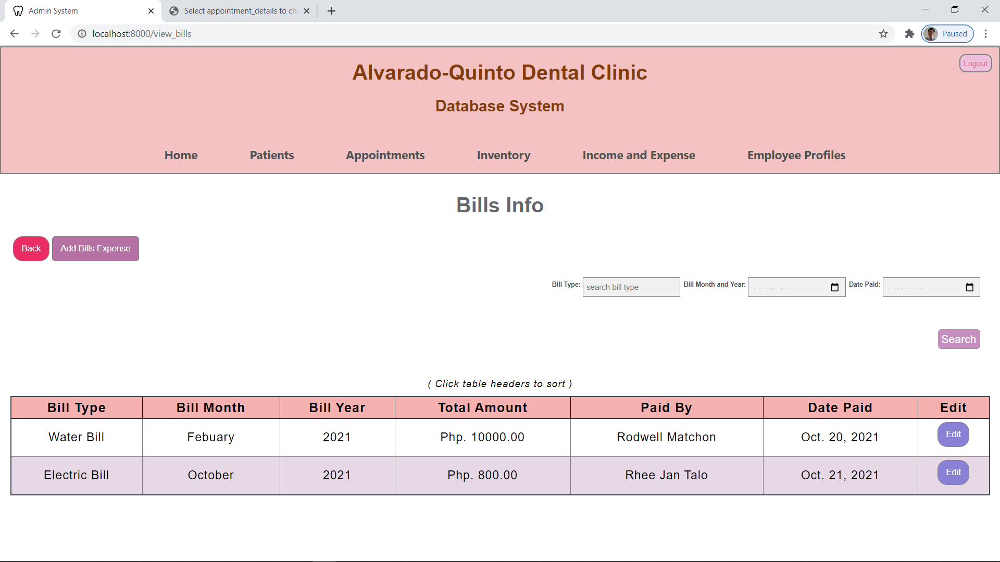 Admin System
Select appointment_details to ch
localhost:8000/view_bills
Paused
Alvarado-Quinto Dental Clinic
Logout
Database System
Home Patients Appointments Inventory Income and Expense Employee Profiles
Bills Info
Back Add Bills Expense
Bill Type: search bill type Bill Month and Year: --------- ---- Date Paid: --------- ----
Search
( Click table headers to sort )
Bill Type Bill Month Bill Year Total Amount Paid By Date Paid Edit
Water Bill Febuary 2021 Php. 10000.00 Rodwell Matchon Oct. 20, 2021 Edit
Electric Bill October 2021 Php. 800.00 Rhee Jan Talo Oct. 21, 2021 Edit